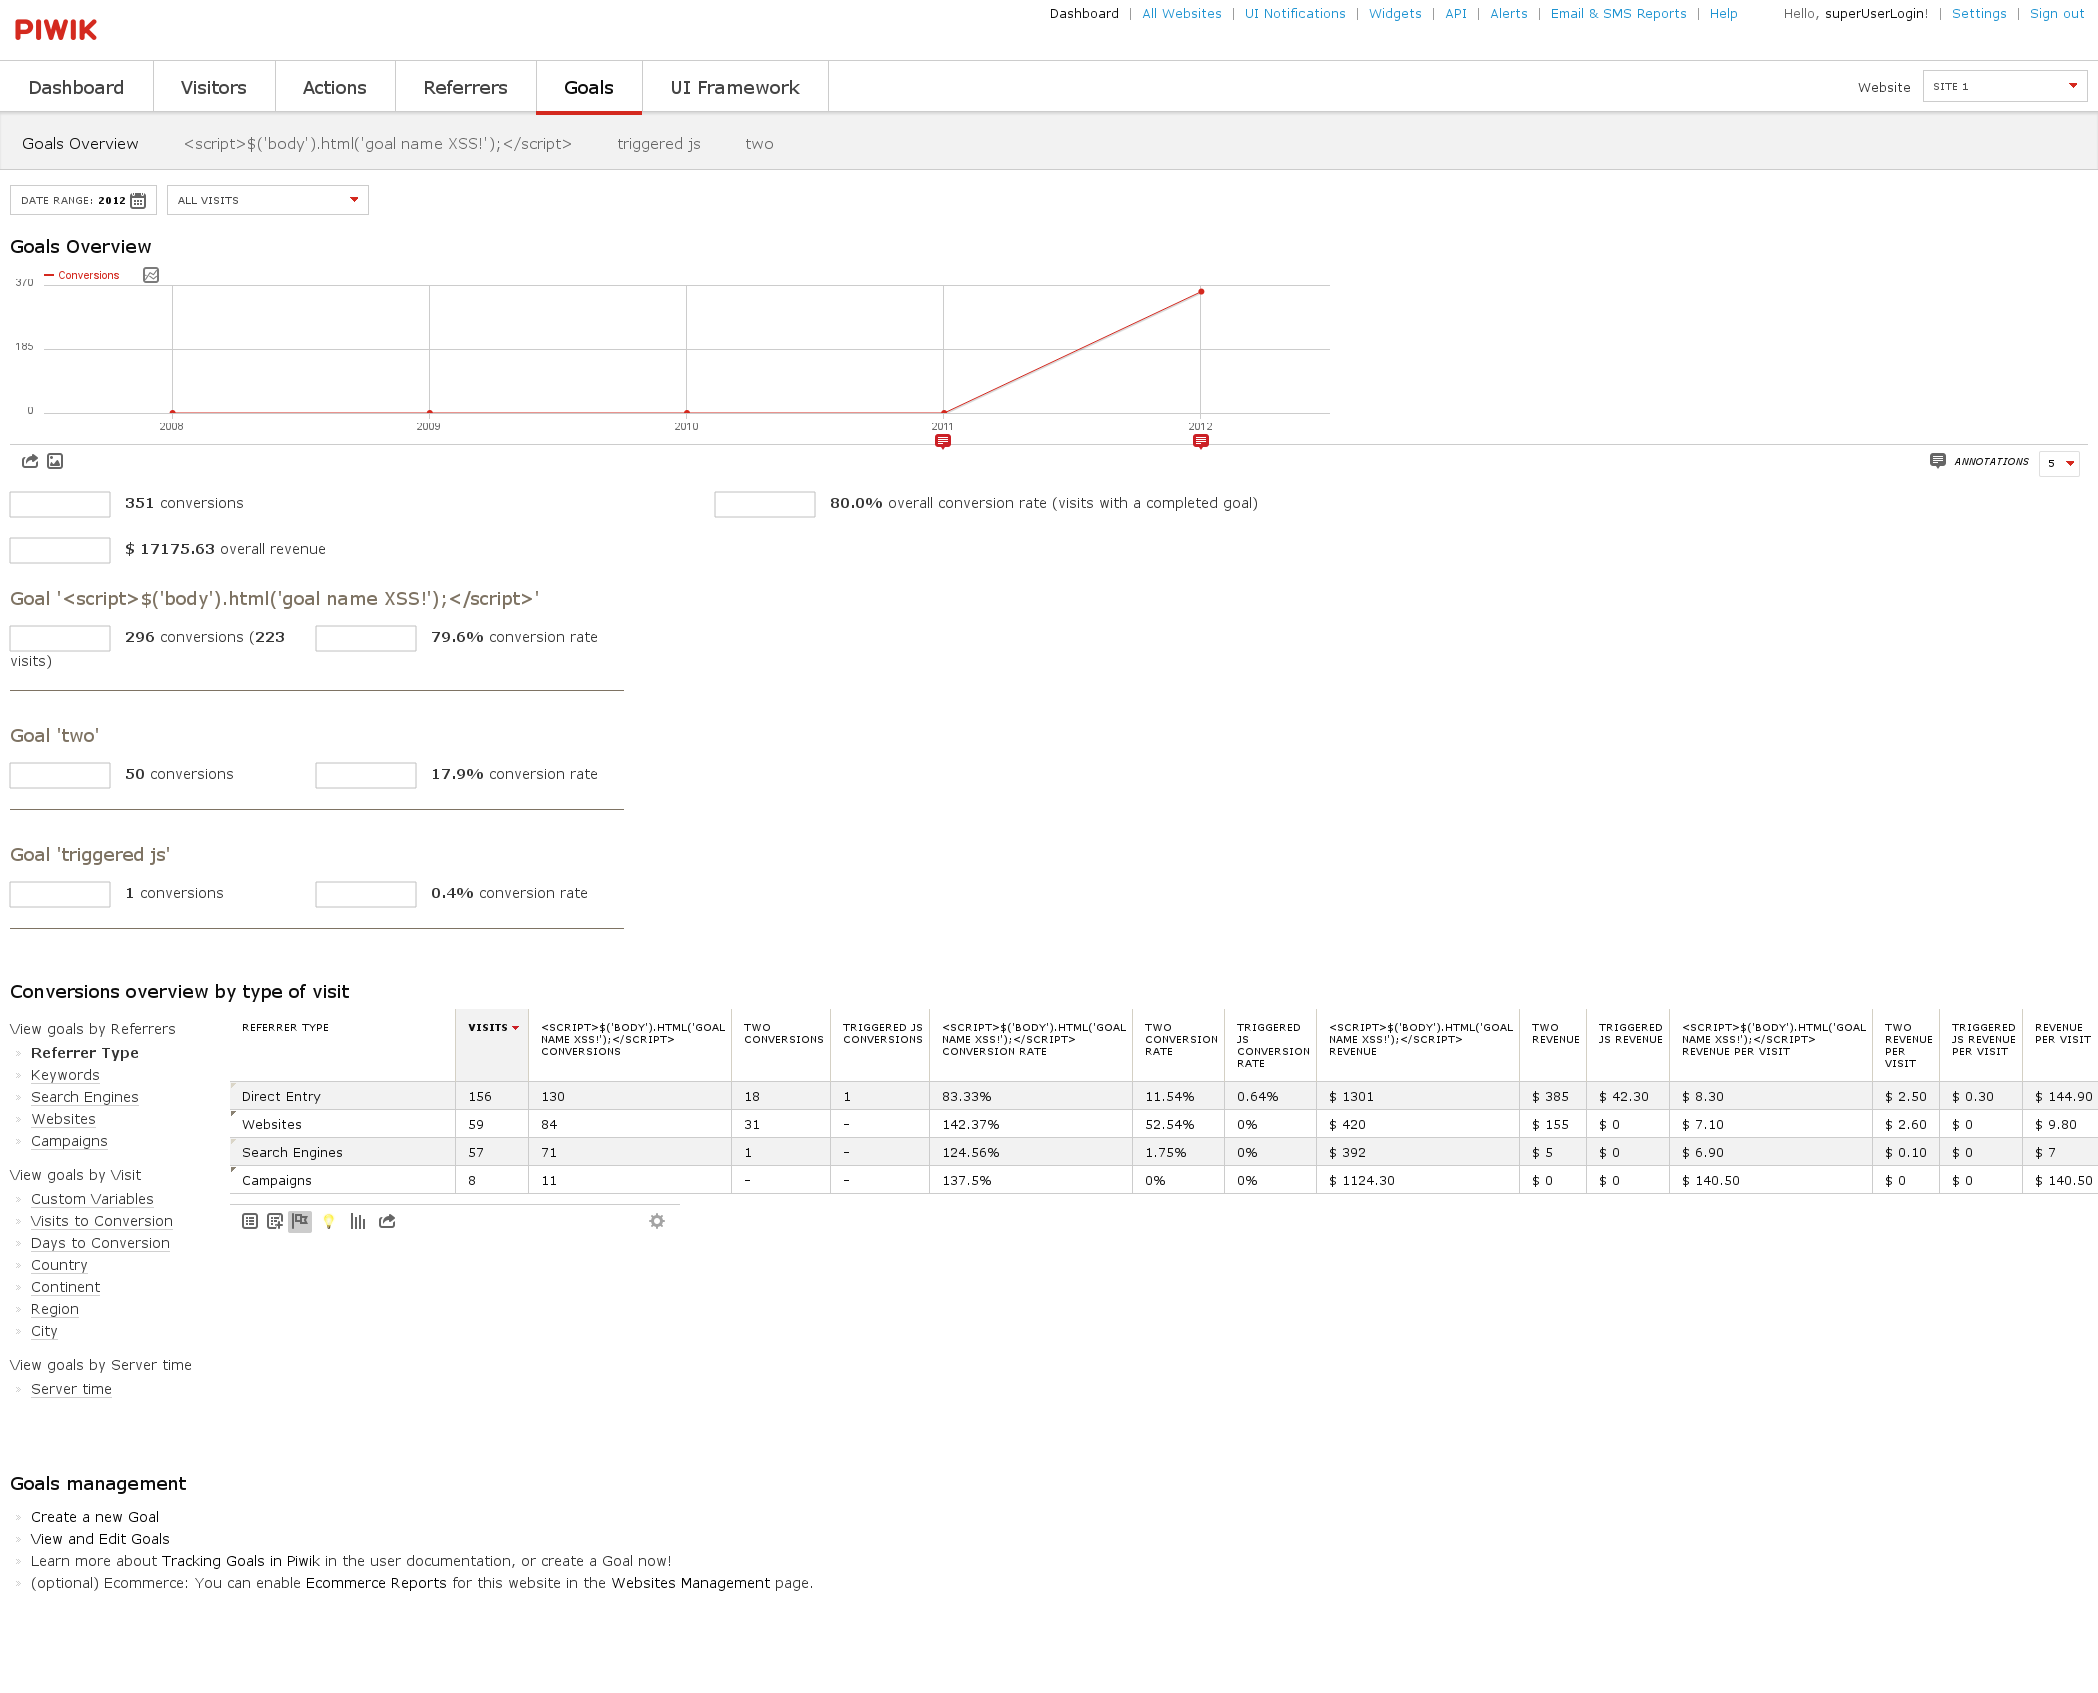 PIWIK
Dashboard | All Websites | UI Notifications | Widgets | API | Alerts | Email & SMS Reports | Help Hello, superUserLogin! | Settings | Sign out
Dashboard Visitors Actions Referrers Goals UI Framework
Website SITE 1
Goals Overview <script>$('body').html('goal name XSS!');</script> triggered js two
DATE RANGE: 2012 ALL VISITS
Goals Overview
Conversions
370
185
0
2008 2009 2010 2011 2012
ANNOTATIONS 5
351 conversions 80.0% overall conversion rate (visits with a completed goal)
$ 17175.63 overall revenue
Goal '<script>$('body').html('goal name XSS!');</script>'
296 conversions (223 visits) 79.6% conversion rate
Goal 'two'
50 conversions 17.9% conversion rate
Goal 'triggered js'
1 conversions 0.4% conversion rate
Conversions overview by type of visit
View goals by Referrers
» Referrer Type
» Keywords
» Search Engines
» Websites
» Campaigns
View goals by Visit
» Custom Variables
» Visits to Conversion
» Days to Conversion
» Country
» Continent
» Region
» City
View goals by Server time
» Server time
REFERRER TYPE VISITS <SCRIPT>$('BODY').HTML('GOAL NAME XSS!');</SCRIPT> CONVERSIONS TWO CONVERSIONS TRIGGERED JS CONVERSIONS <SCRIPT>$('BODY').HTML('GOAL NAME XSS!');</SCRIPT> CONVERSION RATE TWO CONVERSION RATE TRIGGERED JS CONVERSION RATE <SCRIPT>$('BODY').HTML('GOAL NAME XSS!');</SCRIPT> REVENUE TWO REVENUE TRIGGERED JS REVENUE <SCRIPT>$('BODY').HTML('GOAL NAME XSS!');</SCRIPT> REVENUE PER VISIT TWO REVENUE PER VISIT TRIGGERED JS REVENUE PER VISIT REVENUE PER VISIT
Direct Entry 156 130 18 1 83.33% 11.54% 0.64% $ 1301 $ 385 $ 42.30 $ 8.30 $ 2.50 $ 0.30 $ 144.90
Websites 59 84 31 - 142.37% 52.54% 0% $ 420 $ 155 $ 0 $ 7.10 $ 2.60 $ 0 $ 9.80
Search Engines 57 71 1 - 124.56% 1.75% 0% $ 392 $ 5 $ 0 $ 6.90 $ 0.10 $ 0 $ 7
Campaigns 8 11 - - 137.5% 0% 0% $ 1124.30 $ 0 $ 0 $ 140.50 $ 0 $ 0 $ 140.50
Goals management
» Create a new Goal
» View and Edit Goals
» Learn more about Tracking Goals in Piwik in the user documentation, or create a Goal now!
» (optional) Ecommerce: You can enable Ecommerce Reports for this website in the Websites Management page.